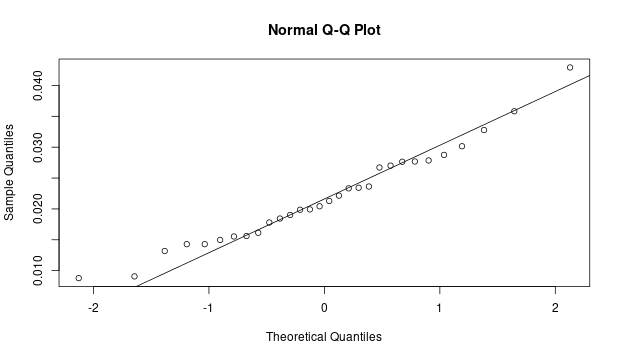 Normal Q-Q Plot
Sample Quantiles
0.040
0.030
0.020
0.010
-2 -1 0 1 2
Theoretical Quantiles